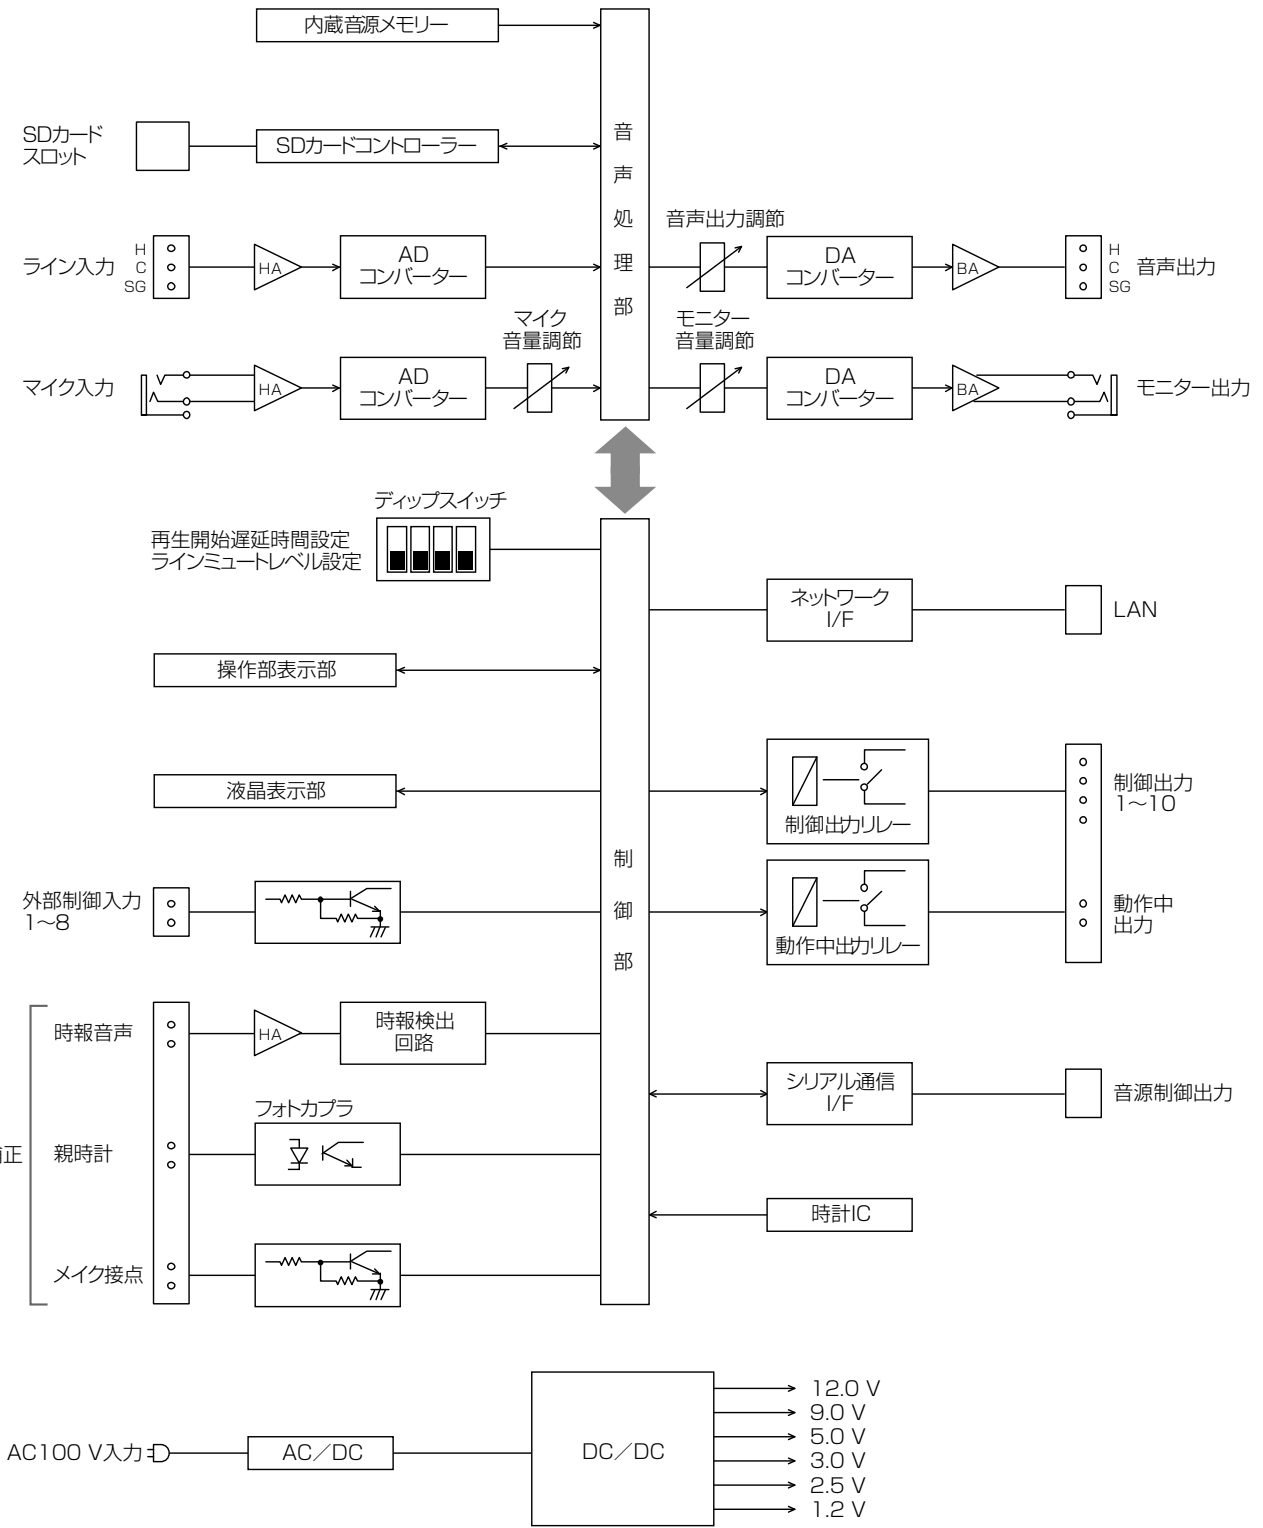 内蔵音源メモリー
SDカード
スロット
SDカードコントローラー
音声処理部
ライン入力
H
C
SG
HA
AD
コンバーター
音声出力調節
DA
コンバーター
BA
H
C
SG
音声出力
マイク入力
HA
AD
コンバーター
マイク
音量調節
モニター
音量調節
DA
コンバーター
BA
モニター出力
ディップスイッチ
再生開始遅延時間設定
ラインミュートレベル設定
ネットワーク
I/F
LAN
操作部表示部
液晶表示部
制御部
制御出力リレー
制御出力
1〜10
外部制御入力
1〜8
動作中出力リレー
動作中
出力
時報音声
HA
時報検出
回路
シリアル通信
I/F
音源制御出力
フォトカプラ
正
親時計
時計IC
メイク接点
AC100 V入力
AC/DC
DC/DC
12.0 V
9.0 V
5.0 V
3.0 V
2.5 V
1.2 V